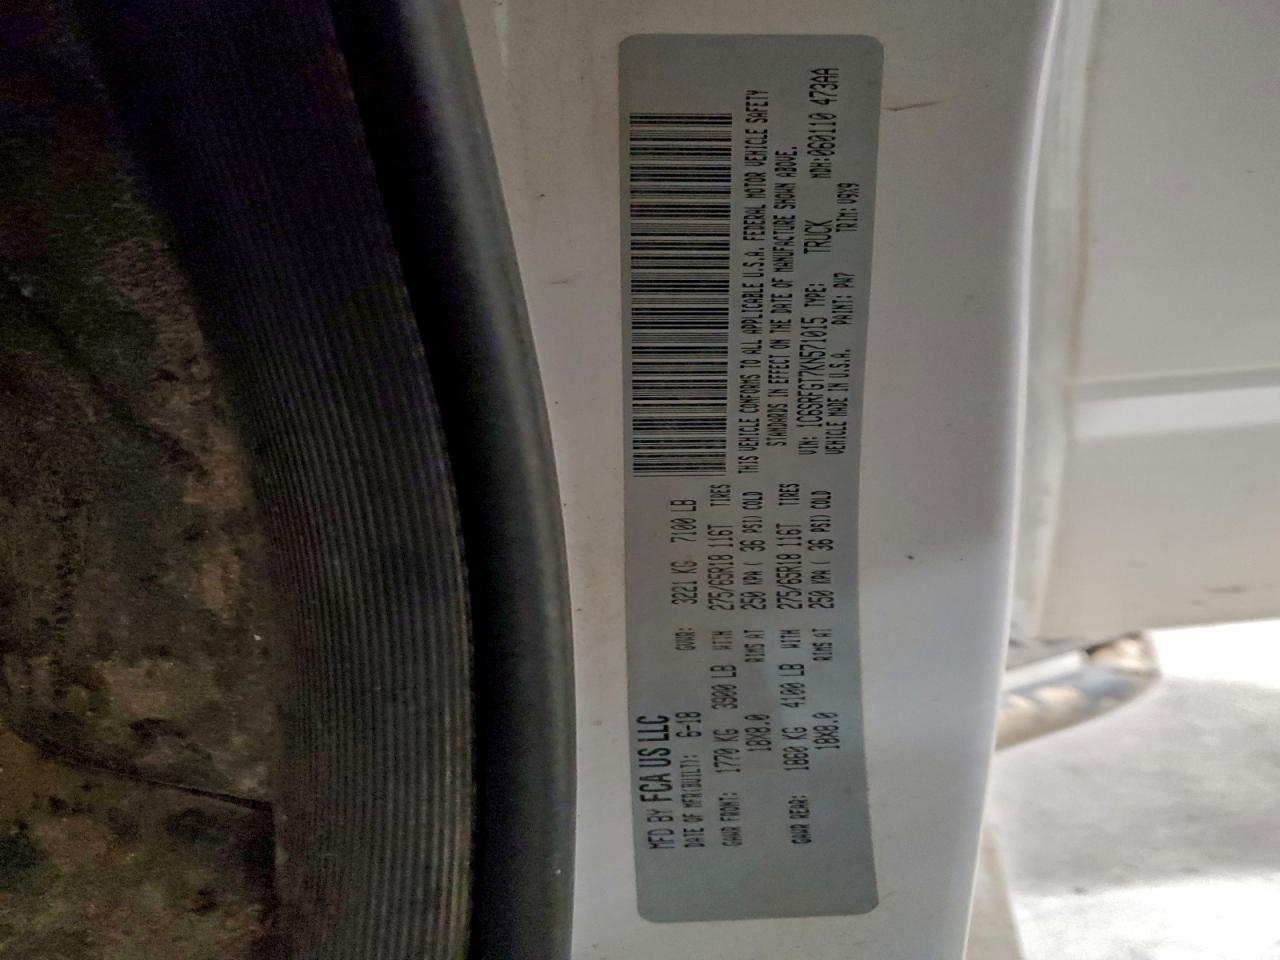 MFD BY FCA US LLC
DATE OF MFR(BUILT): 6-18 GVWR: 3221 KG 7100 LB
GAWR FRONT: 1770 KG 3900 LB WITH 275/65R18 116T TIRES
18X8.0 RIMS AT 250 KPA ( 36 PSI) COLD
GAWR REAR: 1860 KG 4100 LB WITH 275/65R18 116T TIRES
18X8.0 RIMS AT 250 KPA ( 36 PSI) COLD
THIS VEHICLE CONFORMS TO ALL APPLICABLE U.S.A. FEDERAL MOTOR VEHICLE SAFETY
STANDARDS IN EFFECT ON THE DATE OF MANUFACTURE SHOWN ABOVE.
VIN: 1C6SRFGT7KN571015 TYPE: TRUCK MDH:060110 473AA
VEHICLE MADE IN U.S.A. PAINT: PW7 TRIM: V9X9